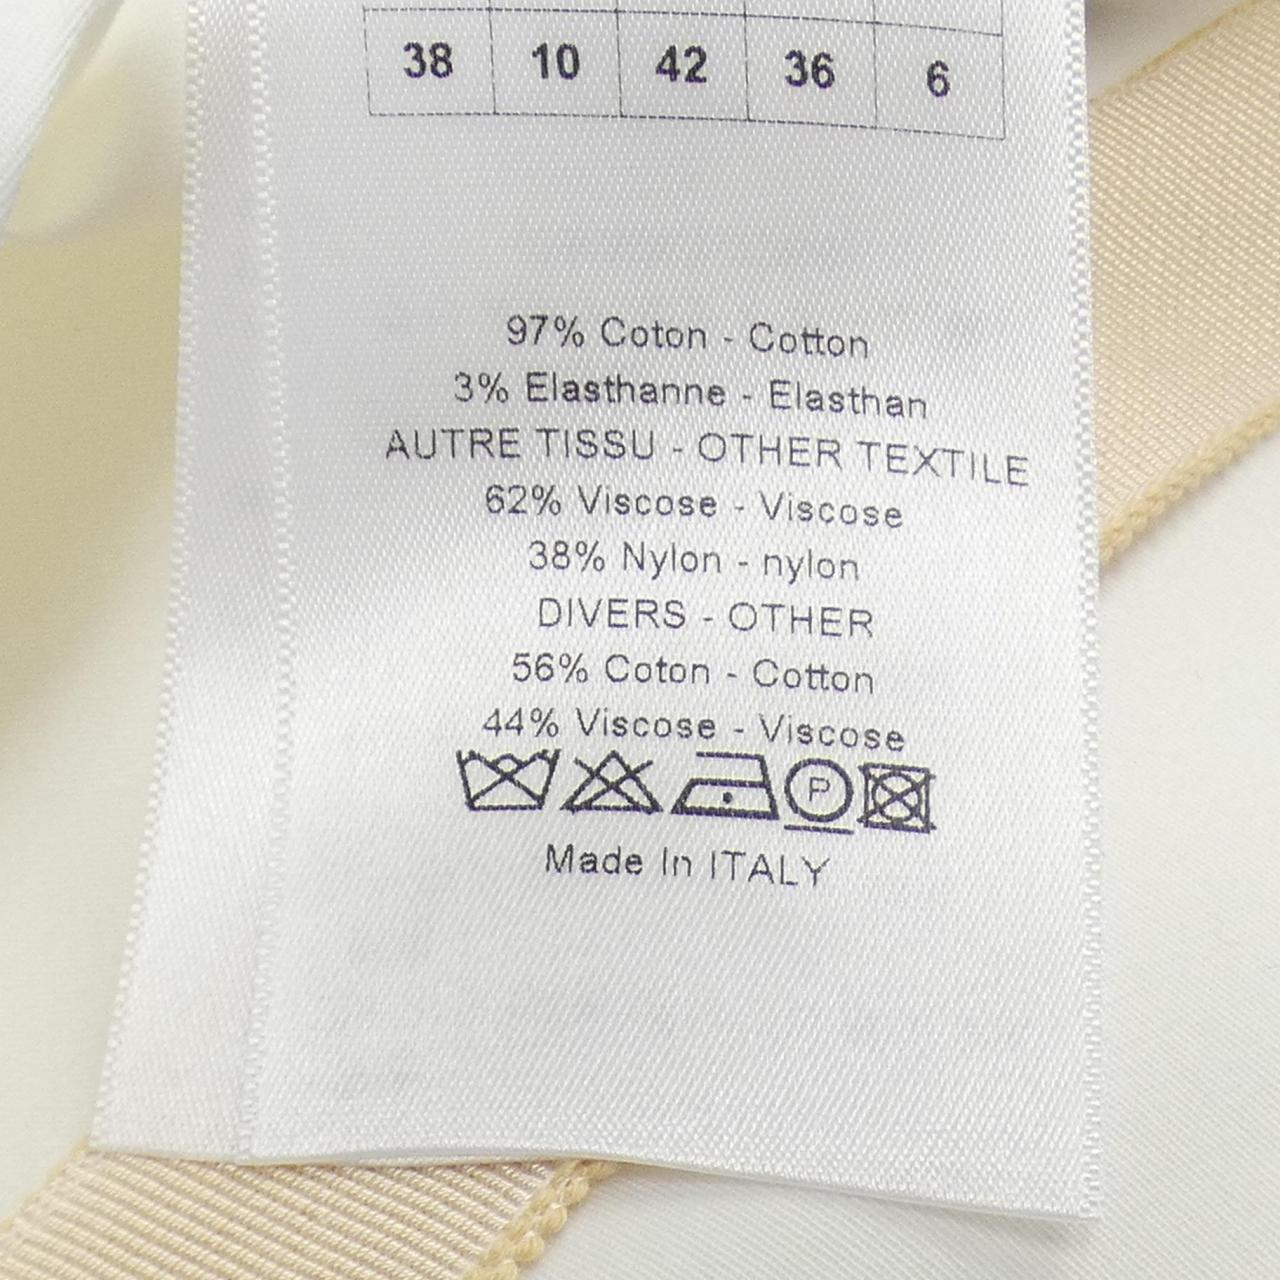 38 10 42 36 6
97% Coton - Cotton
3% Elasthanne - Elasthan
AUTRE TISSU - OTHER TEXTILE
62% Viscose - Viscose
38% Nylon - nylon
DIVERS - OTHER
56% Coton - Cotton
44% Viscose - Viscose
P
Made In ITALY